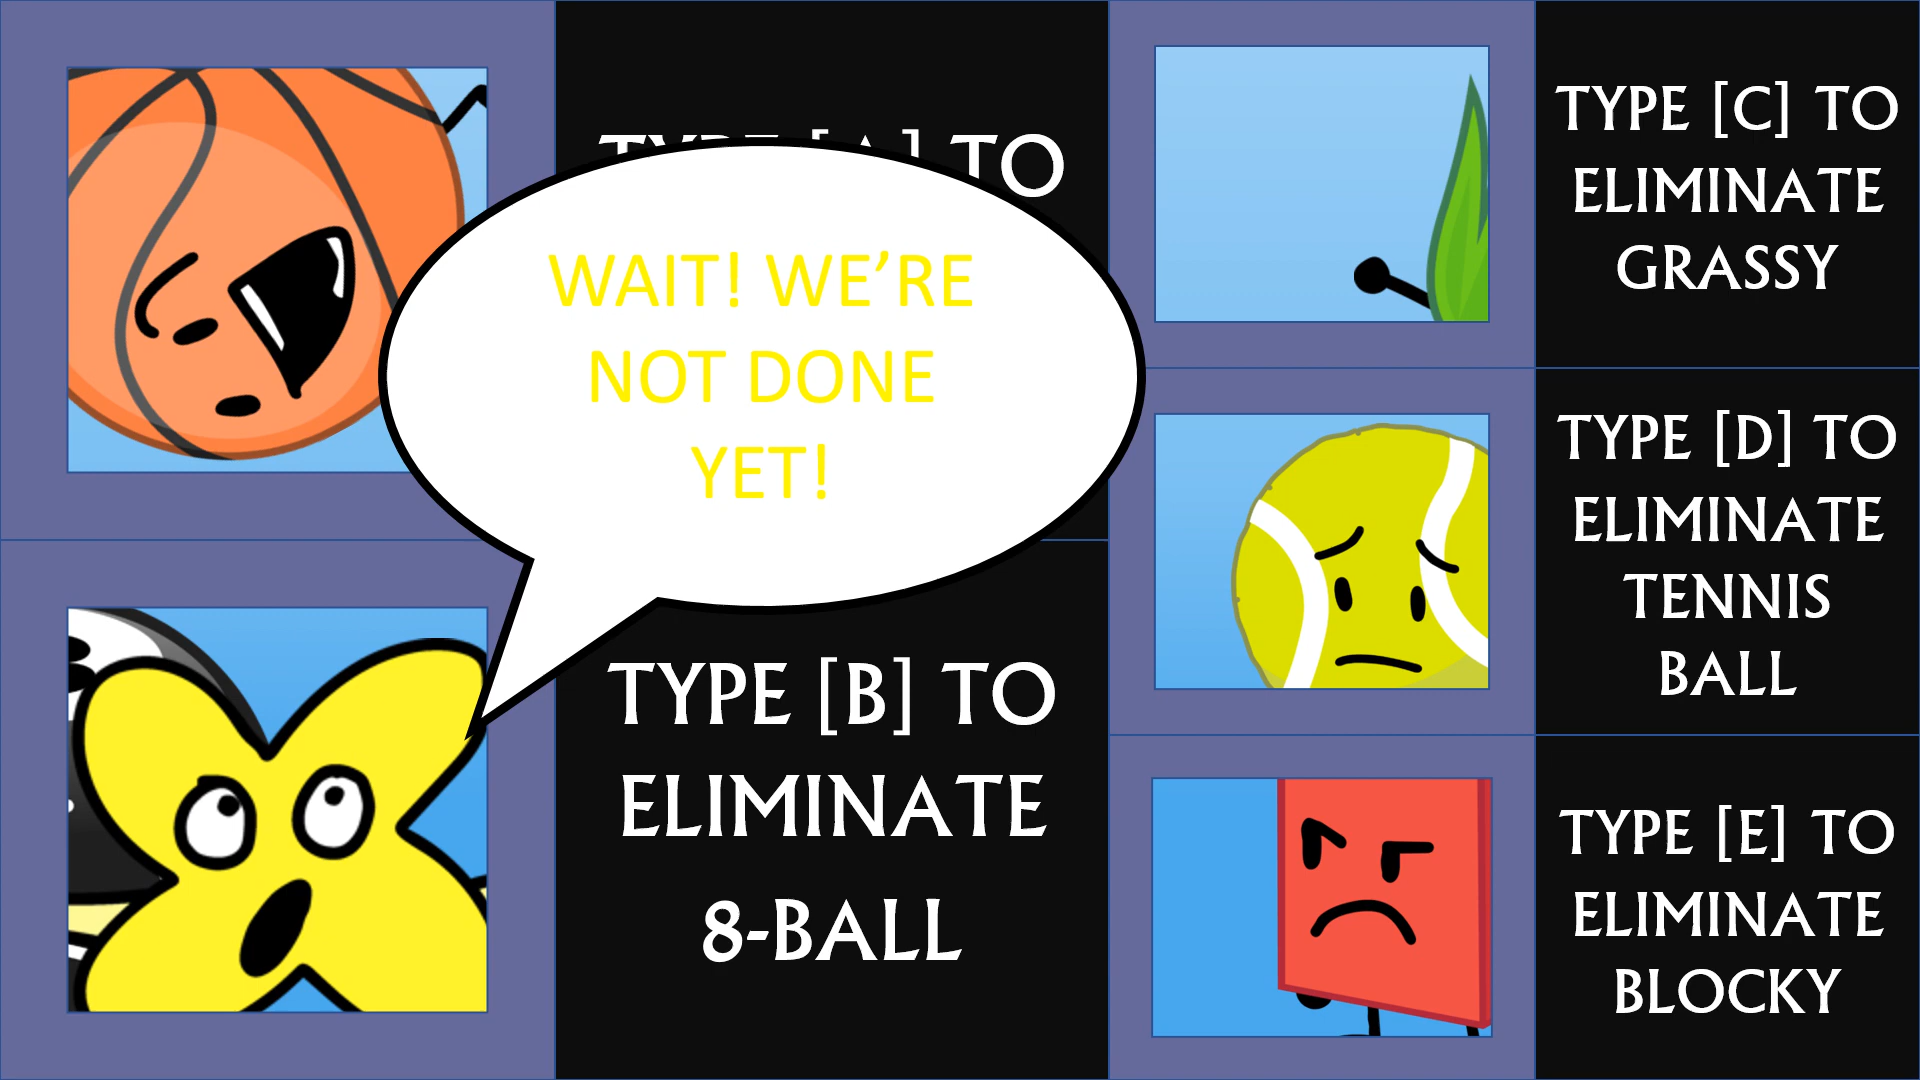 TYPE [A] TO
WAIT! WE’RE
NOT DONE
YET!
TYPE [B] TO
ELIMINATE
8-BALL
TYPE [C] TO
ELIMINATE
GRASSY
TYPE [D] TO
ELIMINATE
TENNIS
BALL
TYPE [E] TO
ELIMINATE
BLOCKY